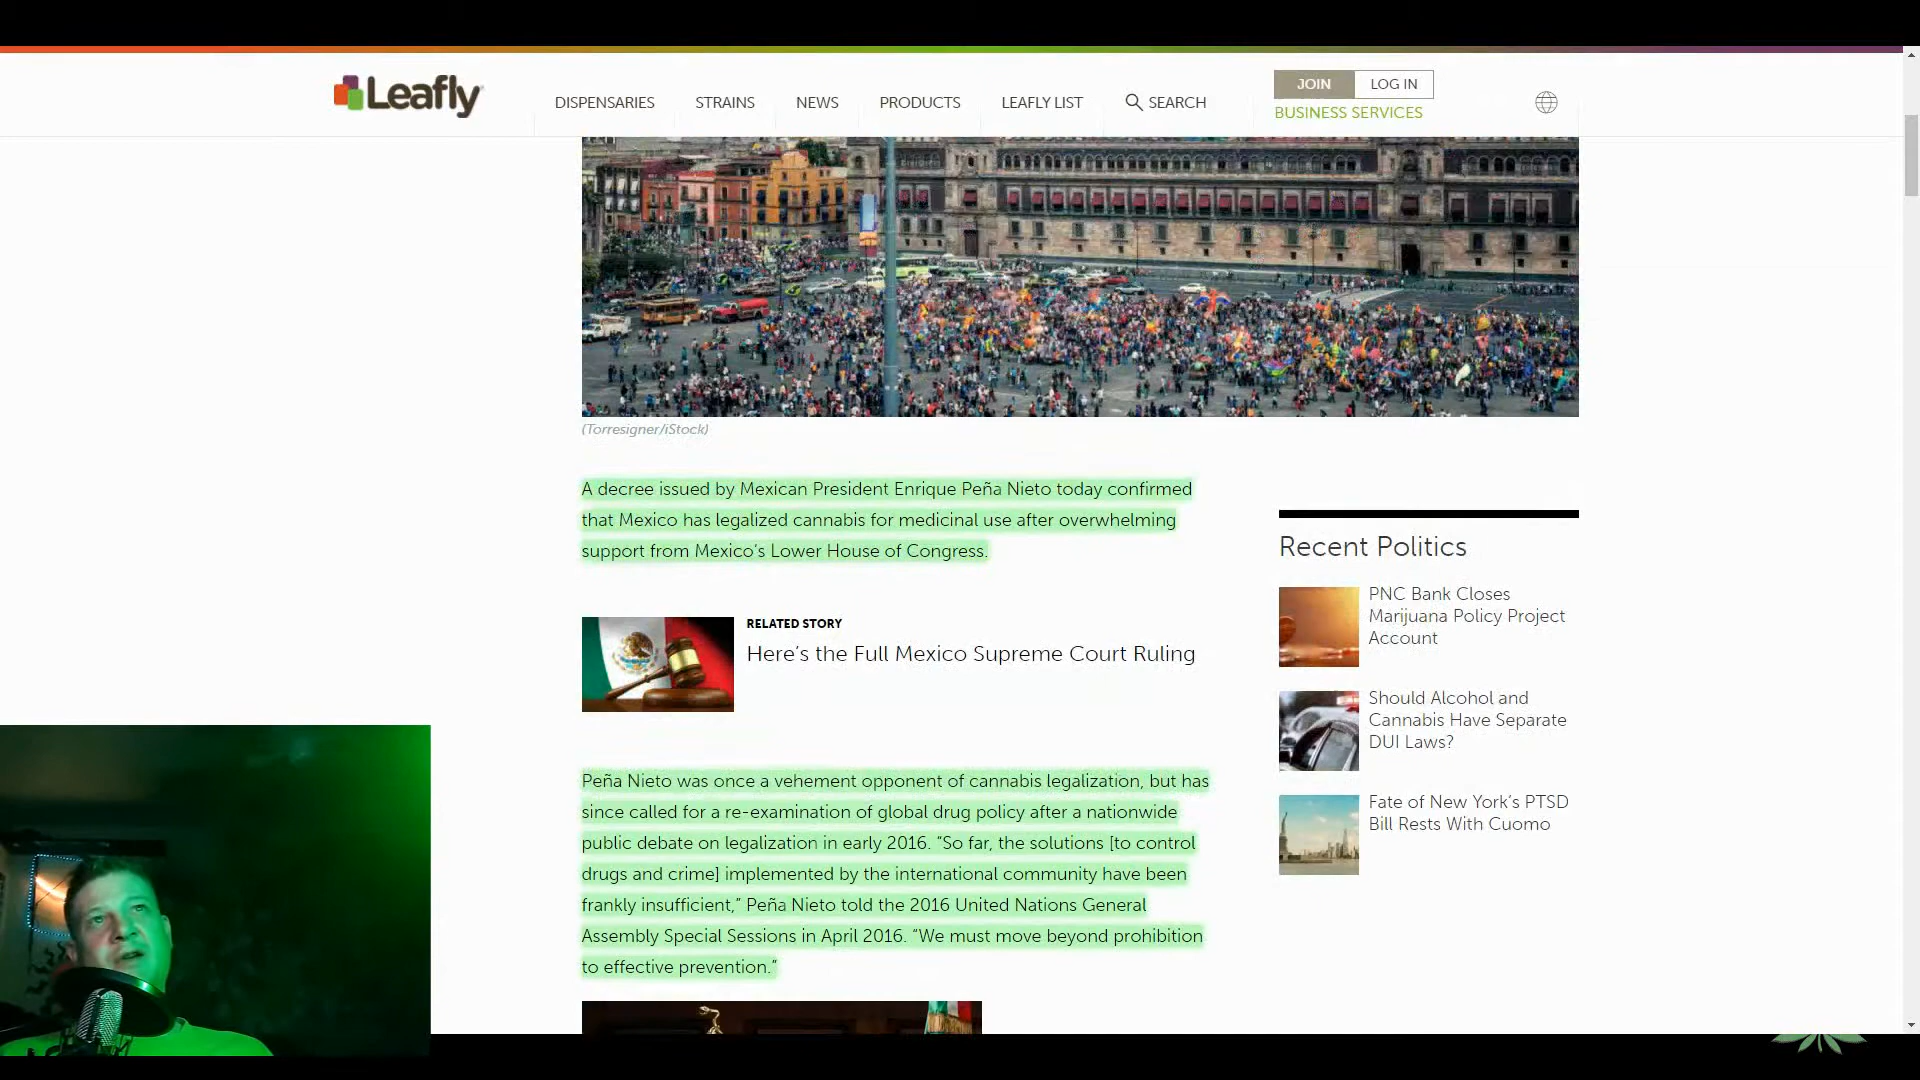 Leafly
DISPENSARIES
STRAINS
NEWS
PRODUCTS
LEAFLY LIST
SEARCH
JOIN
LOG IN
BUSINESS SERVICES
(Torresigner/iStock)
A decree issued by Mexican President Enrique Peña Nieto today confirmed
that Mexico has legalized cannabis for medicinal use after overwhelming
support from Mexico’s Lower House of Congress.
RELATED STORY
Here’s the Full Mexico Supreme Court Ruling
Peña Nieto was once a vehement opponent of cannabis legalization, but has
since called for a re-examination of global drug policy after a nationwide
public debate on legalization in early 2016. “So far, the solutions [to control
drugs and crime] implemented by the international community have been
frankly insufficient,” Peña Nieto told the 2016 United Nations General
Assembly Special Sessions in April 2016. “We must move beyond prohibition
to effective prevention.”
Recent Politics
PNC Bank Closes
Marijuana Policy Project
Account
Should Alcohol and
Cannabis Have Separate
DUI Laws?
Fate of New York’s PTSD
Bill Rests With Cuomo